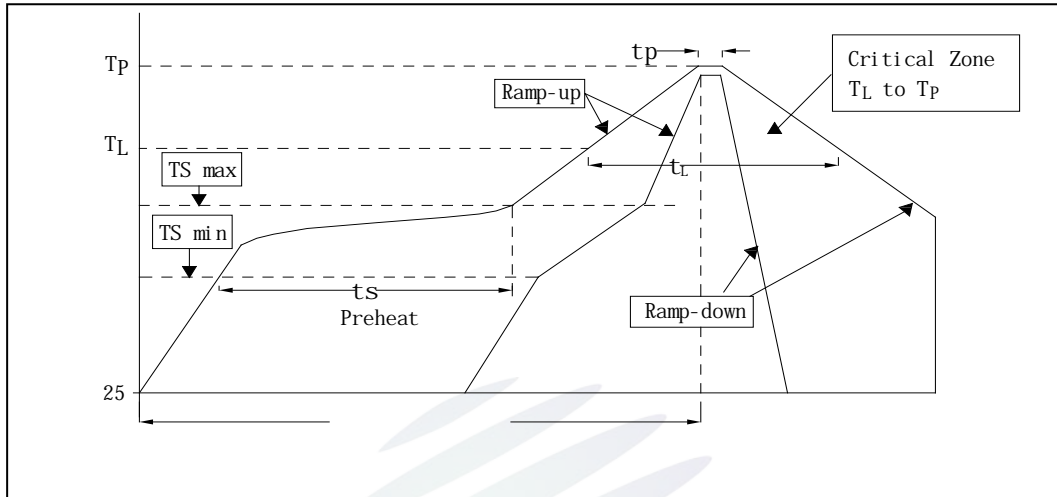 tp
Critical Zone
TL to TP
TP
Ramp-up
TL
tL
TS max
TS min
ts
Preheat
Ramp-down
25